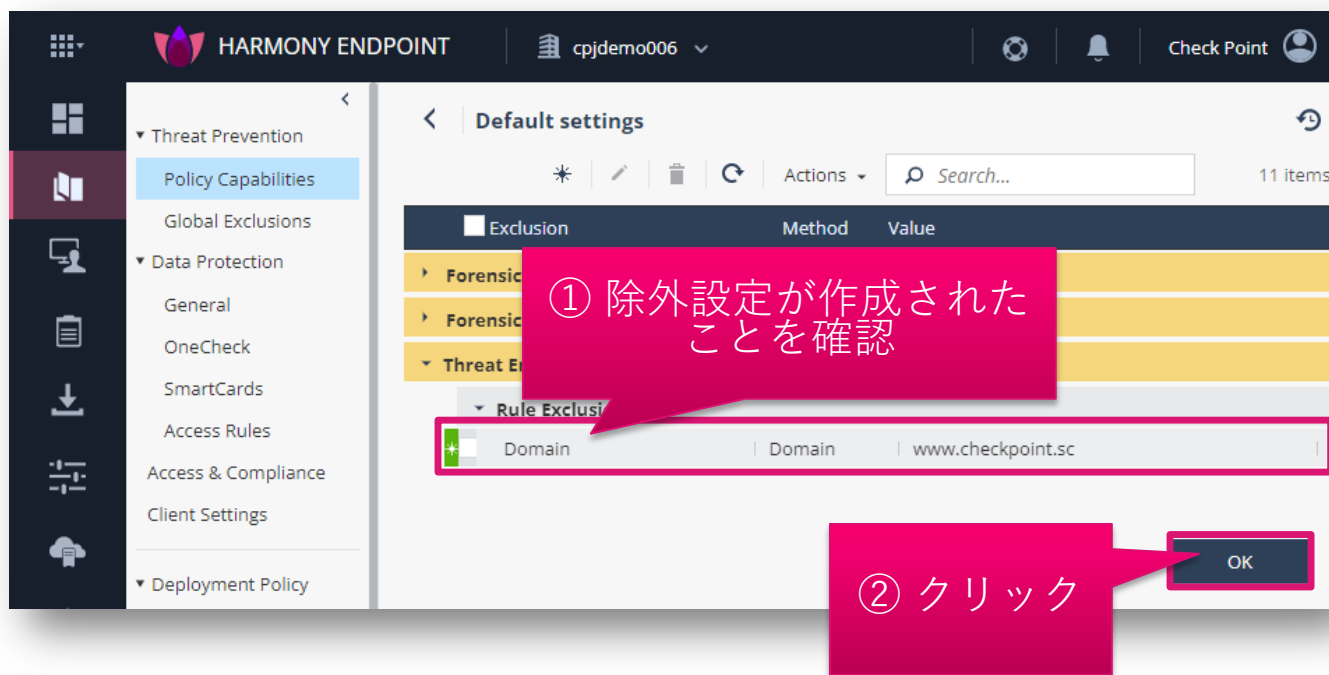 HARMONY ENDPOINT
cpjdemo006
Check Point
Threat Prevention
Policy Capabilities
Global Exclusions
Data Protection
General
OneCheck
SmartCards
Access Rules
Access & Compliance
Client Settings
Deployment Policy
Default settings
Actions
Search...
11 items
Exclusion Method Value
Forensic
Forensic
Threat
① 除外設定が作成された
ことを確認
Rule
Domain Domain www.checkpoint.sc
OK
② クリック